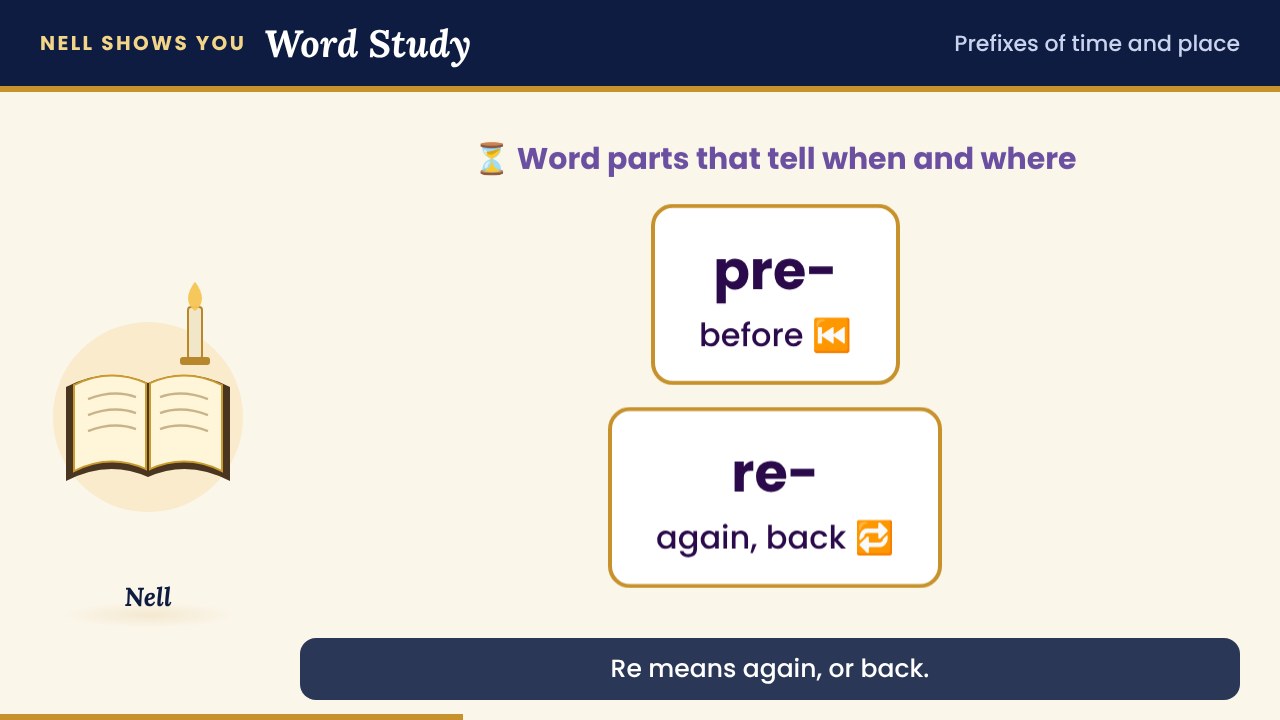 NELL SHOWS YOU Word Study
Prefixes of time and place
⏳ Word parts that tell when and where
pre-
before ⏮️
re-
again, back 🔁
Nell
Re means again, or back.